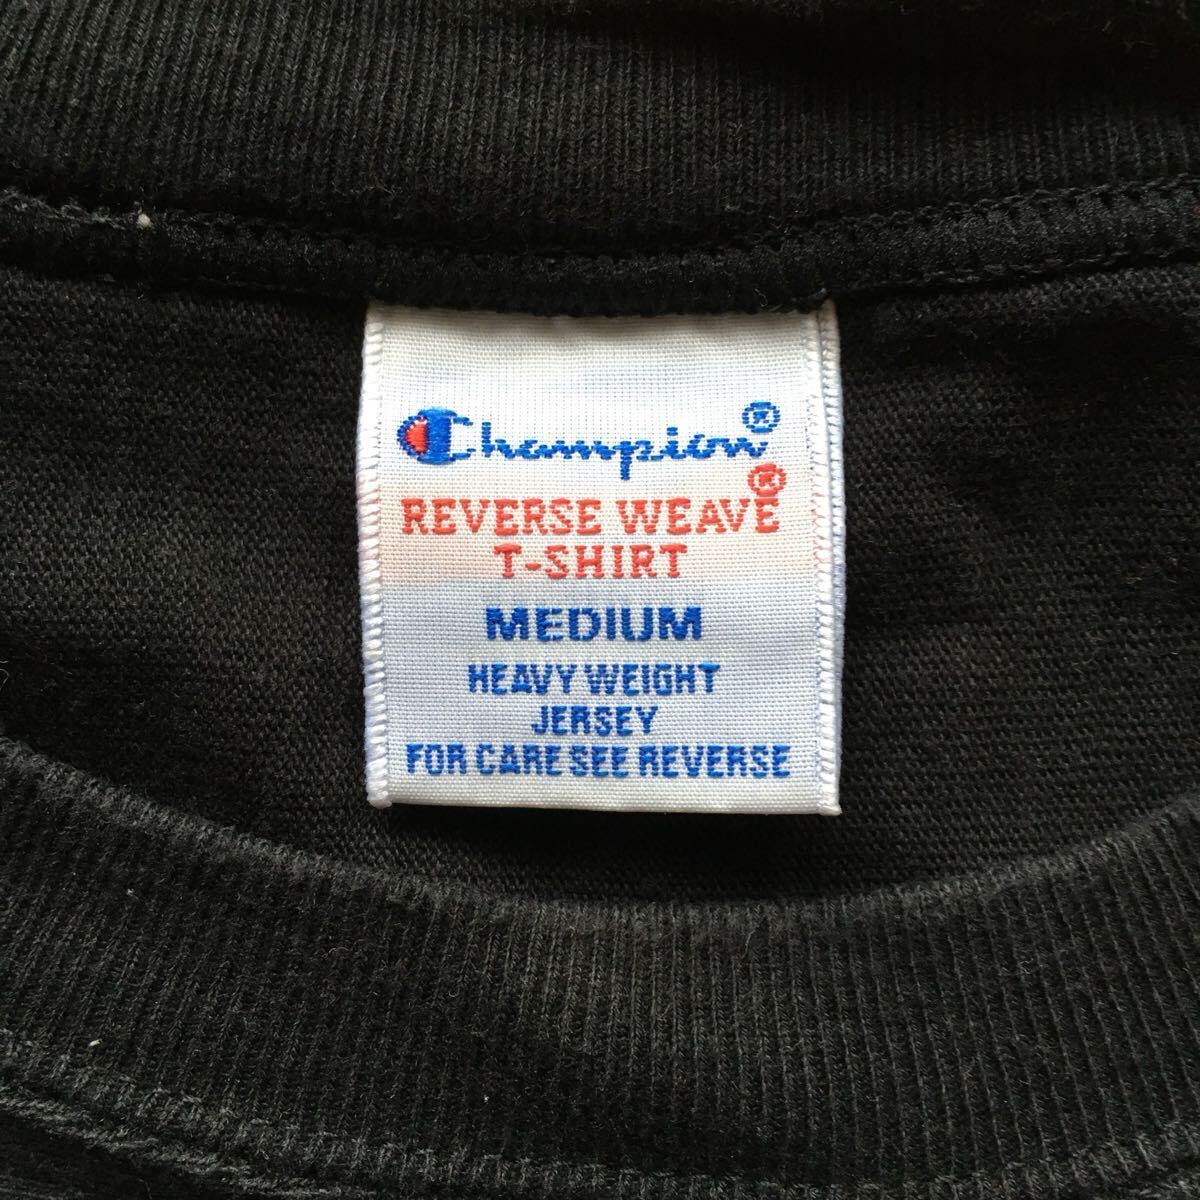 Champion®
REVERSE WEAVE®
T-SHIRT
MEDIUM
HEAVY WEIGHT
JERSEY
FOR CARE SEE REVERSE